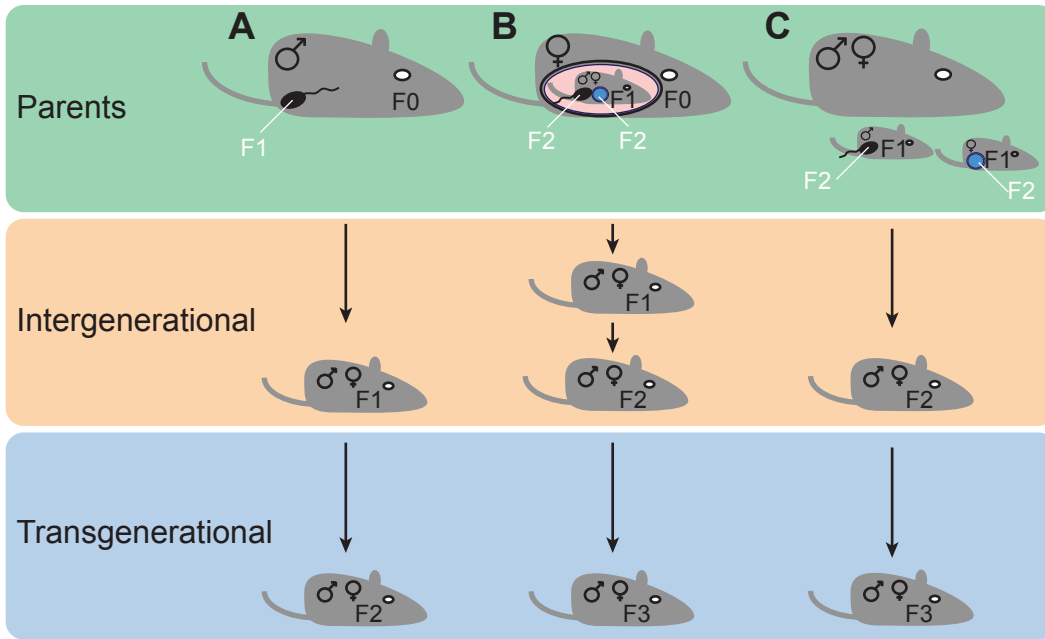 A B C
♂ ♀ ♂♀
Parents
F0
♂♀
F1 F0
F1
F2 F2
♂
F1
♀
F1
F2
F2
Intergenerational
♂ ♀
F1
♂ ♀
F1
♂ ♀
F2
♂ ♀
F2
Transgenerational
♂ ♀
F2
♂ ♀
F3
♂ ♀
F3